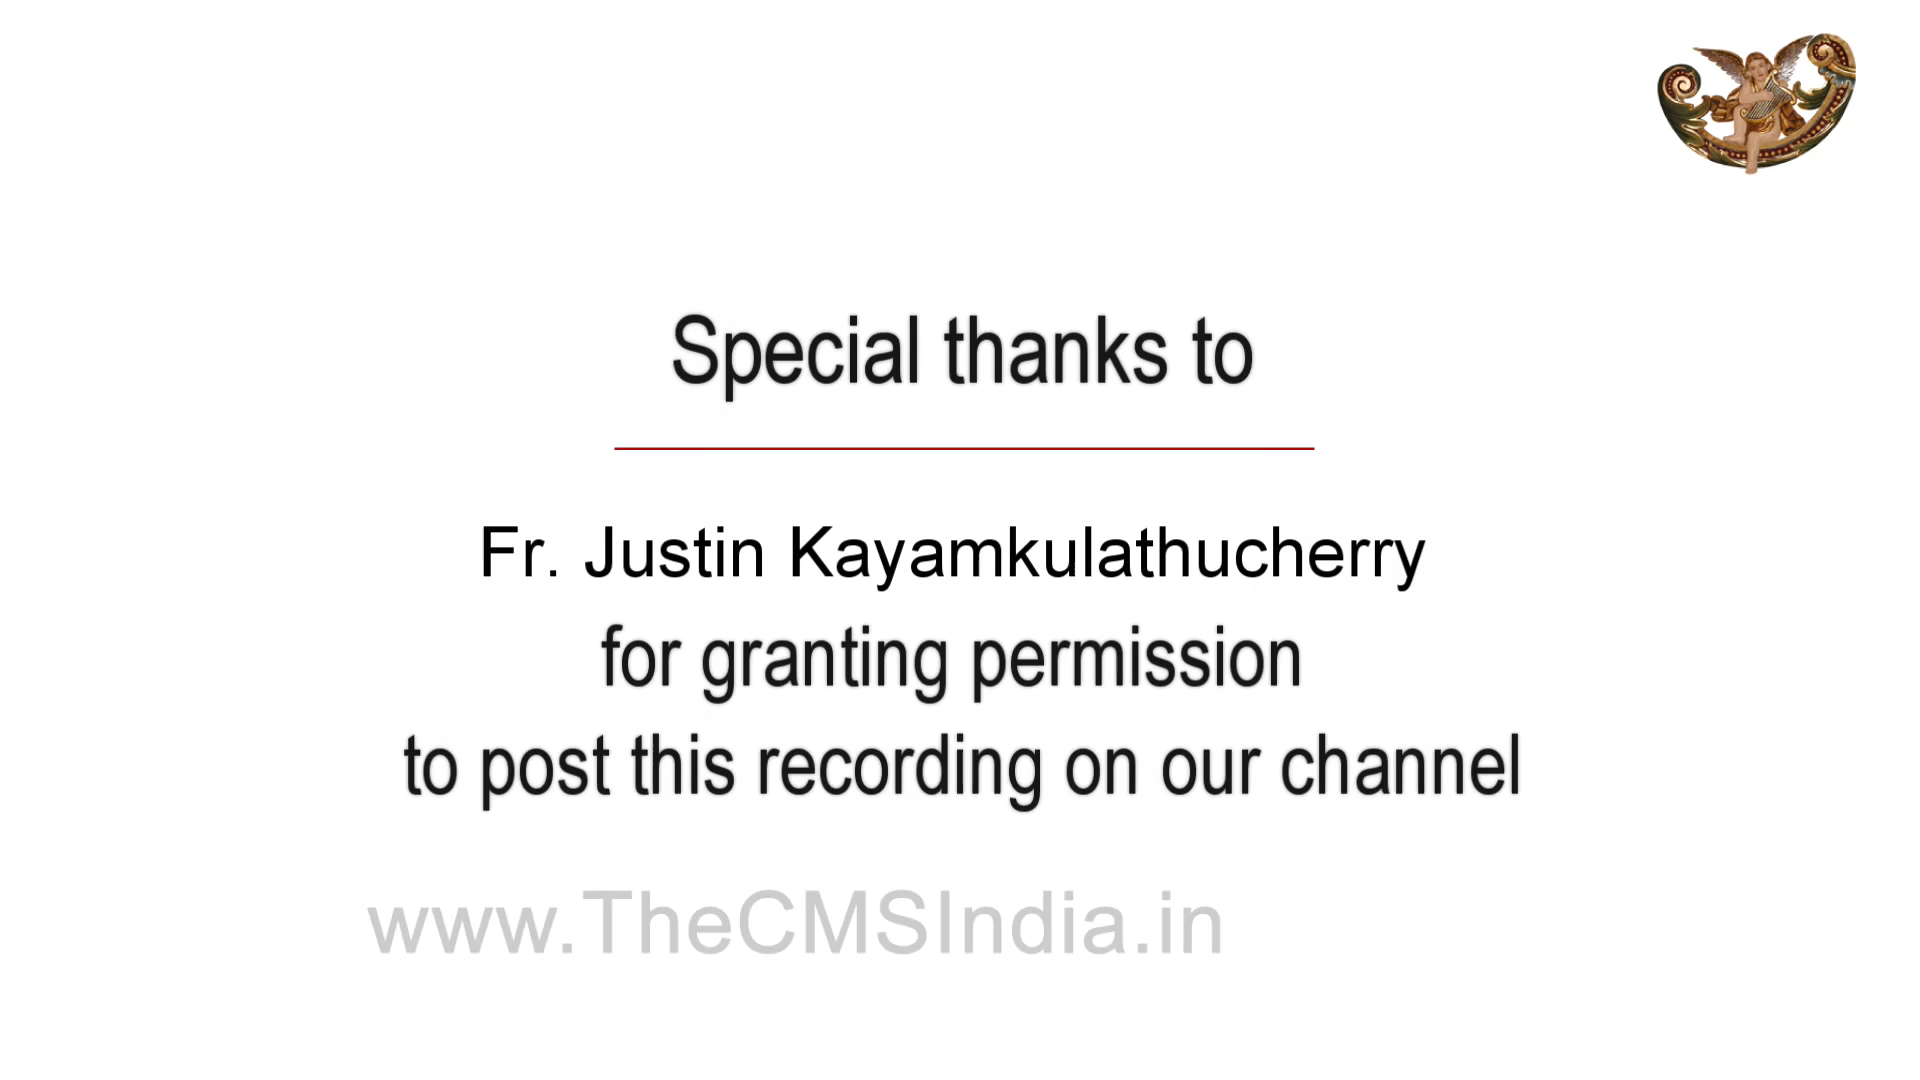 Special thanks to
Fr. Justin Kayamkulathucherry
for granting permission
to post this recording on our channel
www.TheCMSIndia.in